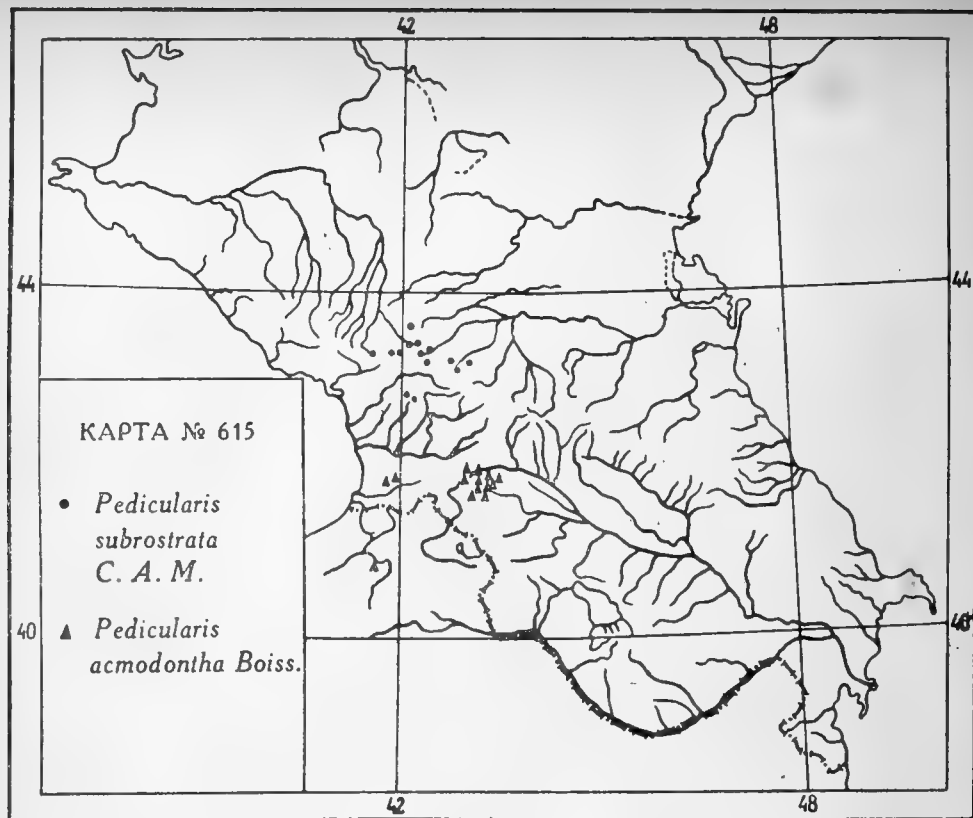 42 48
44 44
КАРТА № 615
• Pedicularis
subrostrata
C. A. M.
▲ Pedicularis
acmodontha Boiss.
40 40
42 48